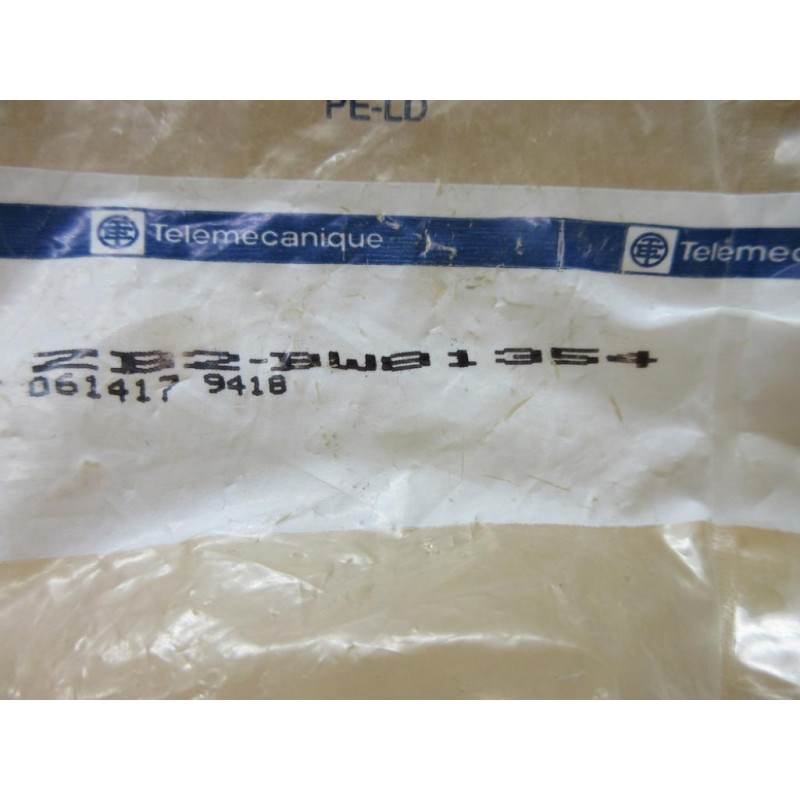 PE-LD
Telemecanique
Telemec
ZB2-BW81354
061417 9418